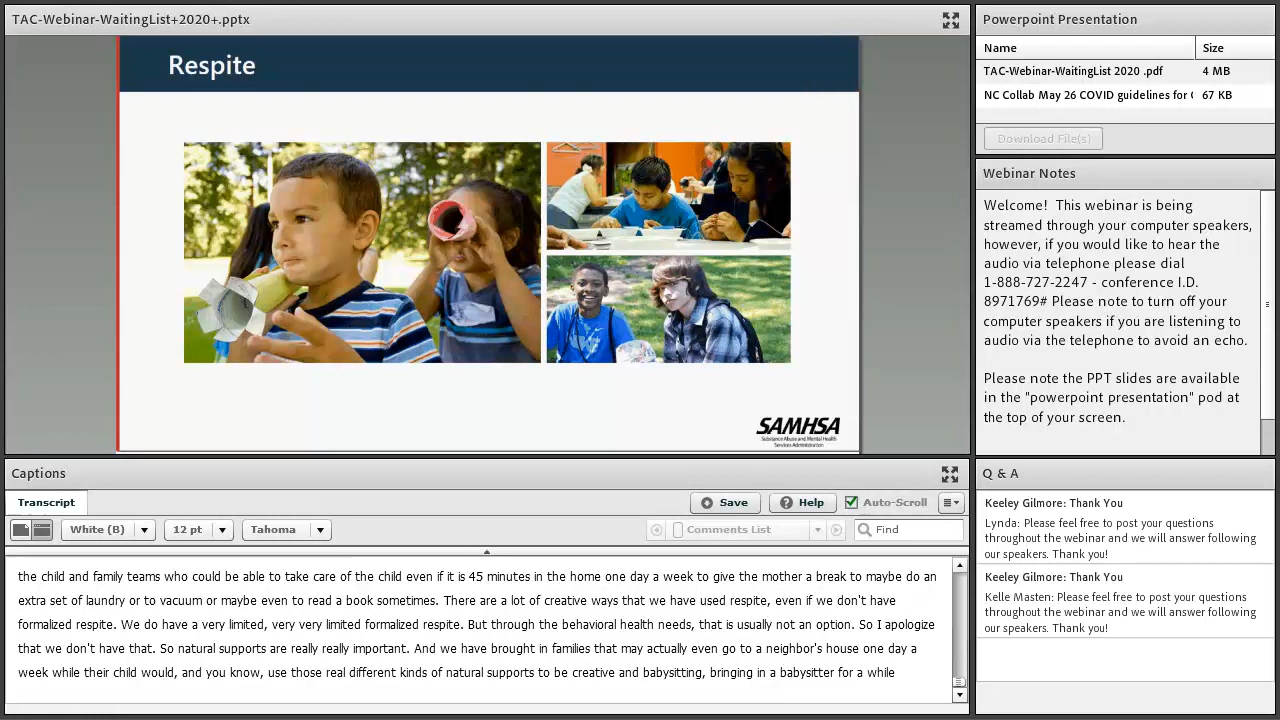 TAC-Webinar-WaitingList+2020+.pptx
Respite
SAMHSA
Substance Abuse and Mental Health
Services Administration
Powerpoint Presentation
Name Size
TAC-Webinar-WaitingList 2020 .pdf 4 MB
NC Collab May 26 COVID guidelines for 67 KB
Download File(s)
Webinar Notes
Welcome! This webinar is being
streamed through your computer speakers,
however, if you would like to hear the
audio via telephone please dial
1-888-727-2247 - conference I.D.
8971769# Please note to turn off your
computer speakers if you are listening to
audio via the telephone to avoid an echo.
Please note the PPT slides are available
in the "powerpoint presentation" pod at
the top of your screen.
Captions
Transcript Save Help Auto-Scroll
White (B) 12 pt Tahoma Comments List Find
the child and family teams who could be able to take care of the child even if it is 45 minutes in the home one day a week to give the mother a break to maybe do an
extra set of laundry or to vacuum or maybe even to read a book sometimes. There are a lot of creative ways that we have used respite, even if we don't have
formalized respite. We do have a very limited, very very limited formalized respite. But through the behavioral health needs, that is usually not an option. So I apologize
that we don't have that. So natural supports are really really important. And we have brought in families that may actually even go to a neighbor's house one day a
week while their child would, and you know, use those real different kinds of natural supports to be creative and babysitting, bringing in a babysitter for a while
Q & A
Keeley Gilmore: Thank You
Lynda: Please feel free to post your questions
throughout the webinar and we will answer following
our speakers. Thank you!
Keeley Gilmore: Thank You
Kelle Masten: Please feel free to post your questions
throughout the webinar and we will answer following
our speakers. Thank you!